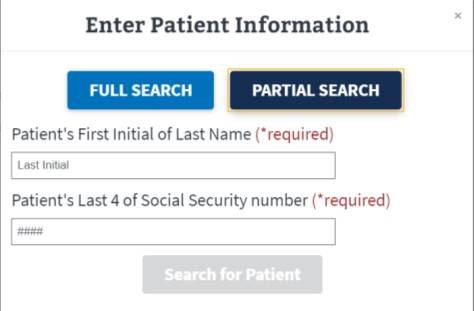 Enter Patient Information
×
FULL SEARCH PARTIAL SEARCH
Patient's First Initial of Last Name (*required)
Last Initial
Patient's Last 4 of Social Security number (*required)
####
Search for Patient